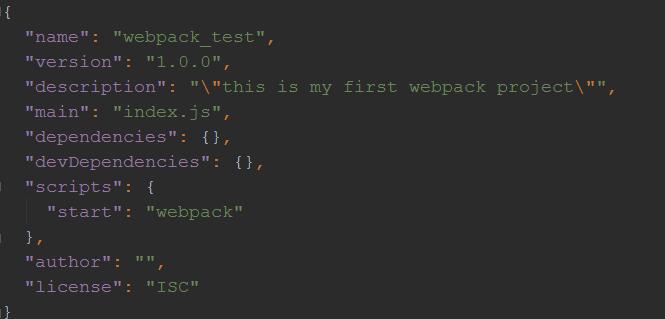 {
  "name": "webpack_test",
  "version": "1.0.0",
  "description": "\"this is my first webpack project\"",
  "main": "index.js",
  "dependencies": {},
  "devDependencies": {},
  "scripts": {
    "start": "webpack"
  },
  "author": "",
  "license": "ISC"
}